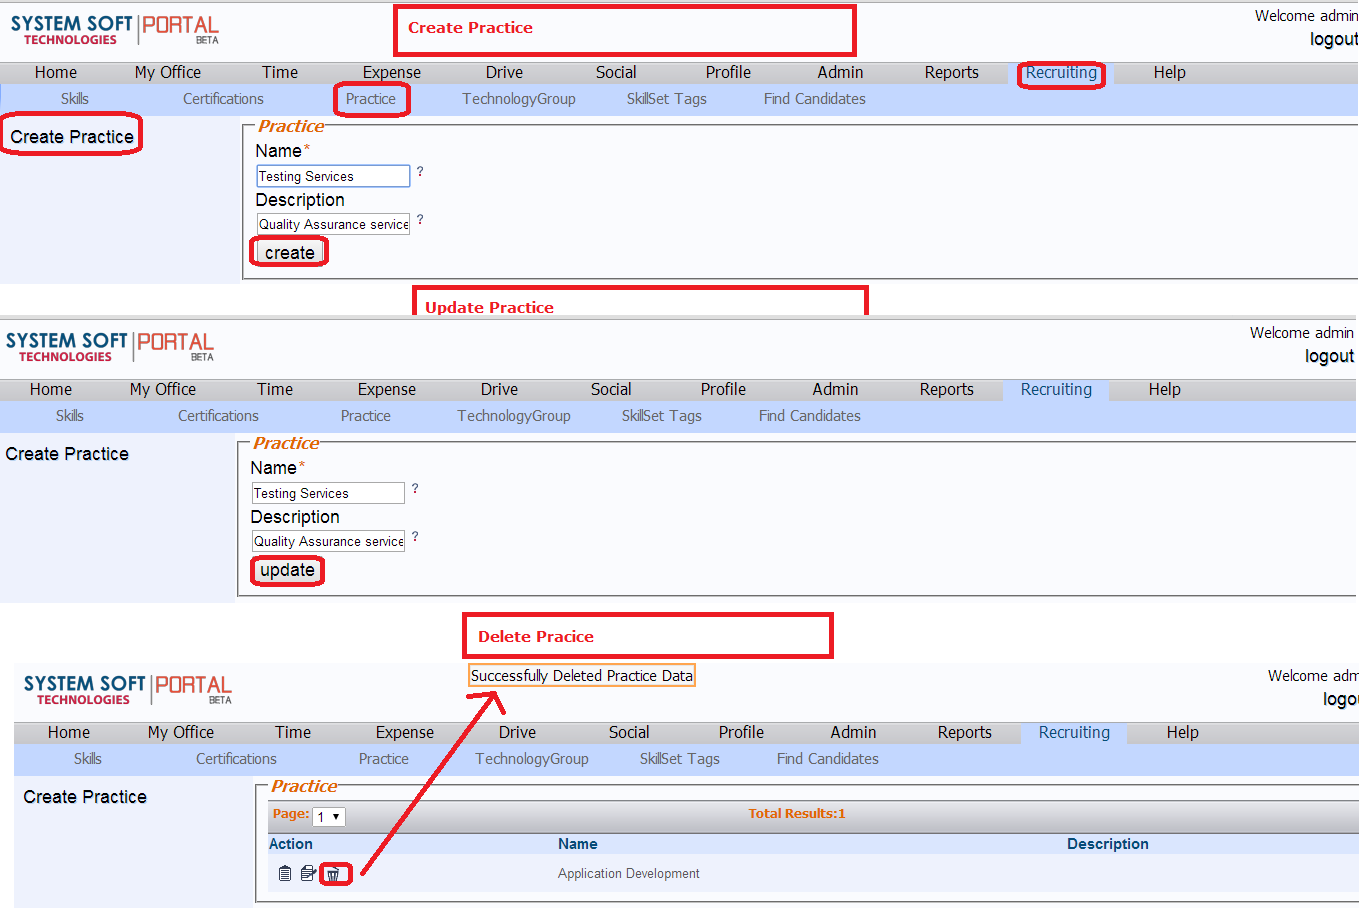 Create Practice
SYSTEM SOFT PORTAL
TECHNOLOGIES BETA
Welcome admin
logout
Home My Office Time Expense Drive Social Profile Admin Reports Recruiting Help
Skills Certifications Practice TechnologyGroup SkillSet Tags Find Candidates
Create Practice
Practice
Name*
Testing Services ?
Description
Quality Assurance service ?
create
Update Practice
SYSTEM SOFT PORTAL
TECHNOLOGIES BETA
Welcome admin
logout
Home My Office Time Expense Drive Social Profile Admin Reports Recruiting Help
Skills Certifications Practice TechnologyGroup SkillSet Tags Find Candidates
Create Practice
Practice
Name*
Testing Services ?
Description
Quality Assurance service ?
update
Delete Pracice
Successfully Deleted Practice Data
SYSTEM SOFT PORTAL
TECHNOLOGIES BETA
Welcome adm
logou
Home My Office Time Expense Drive Social Profile Admin Reports Recruiting Help
Skills Certifications Practice TechnologyGroup SkillSet Tags Find Candidates
Create Practice
Practice
Page: 1 Total Results:1
Action Name Description
Application Development